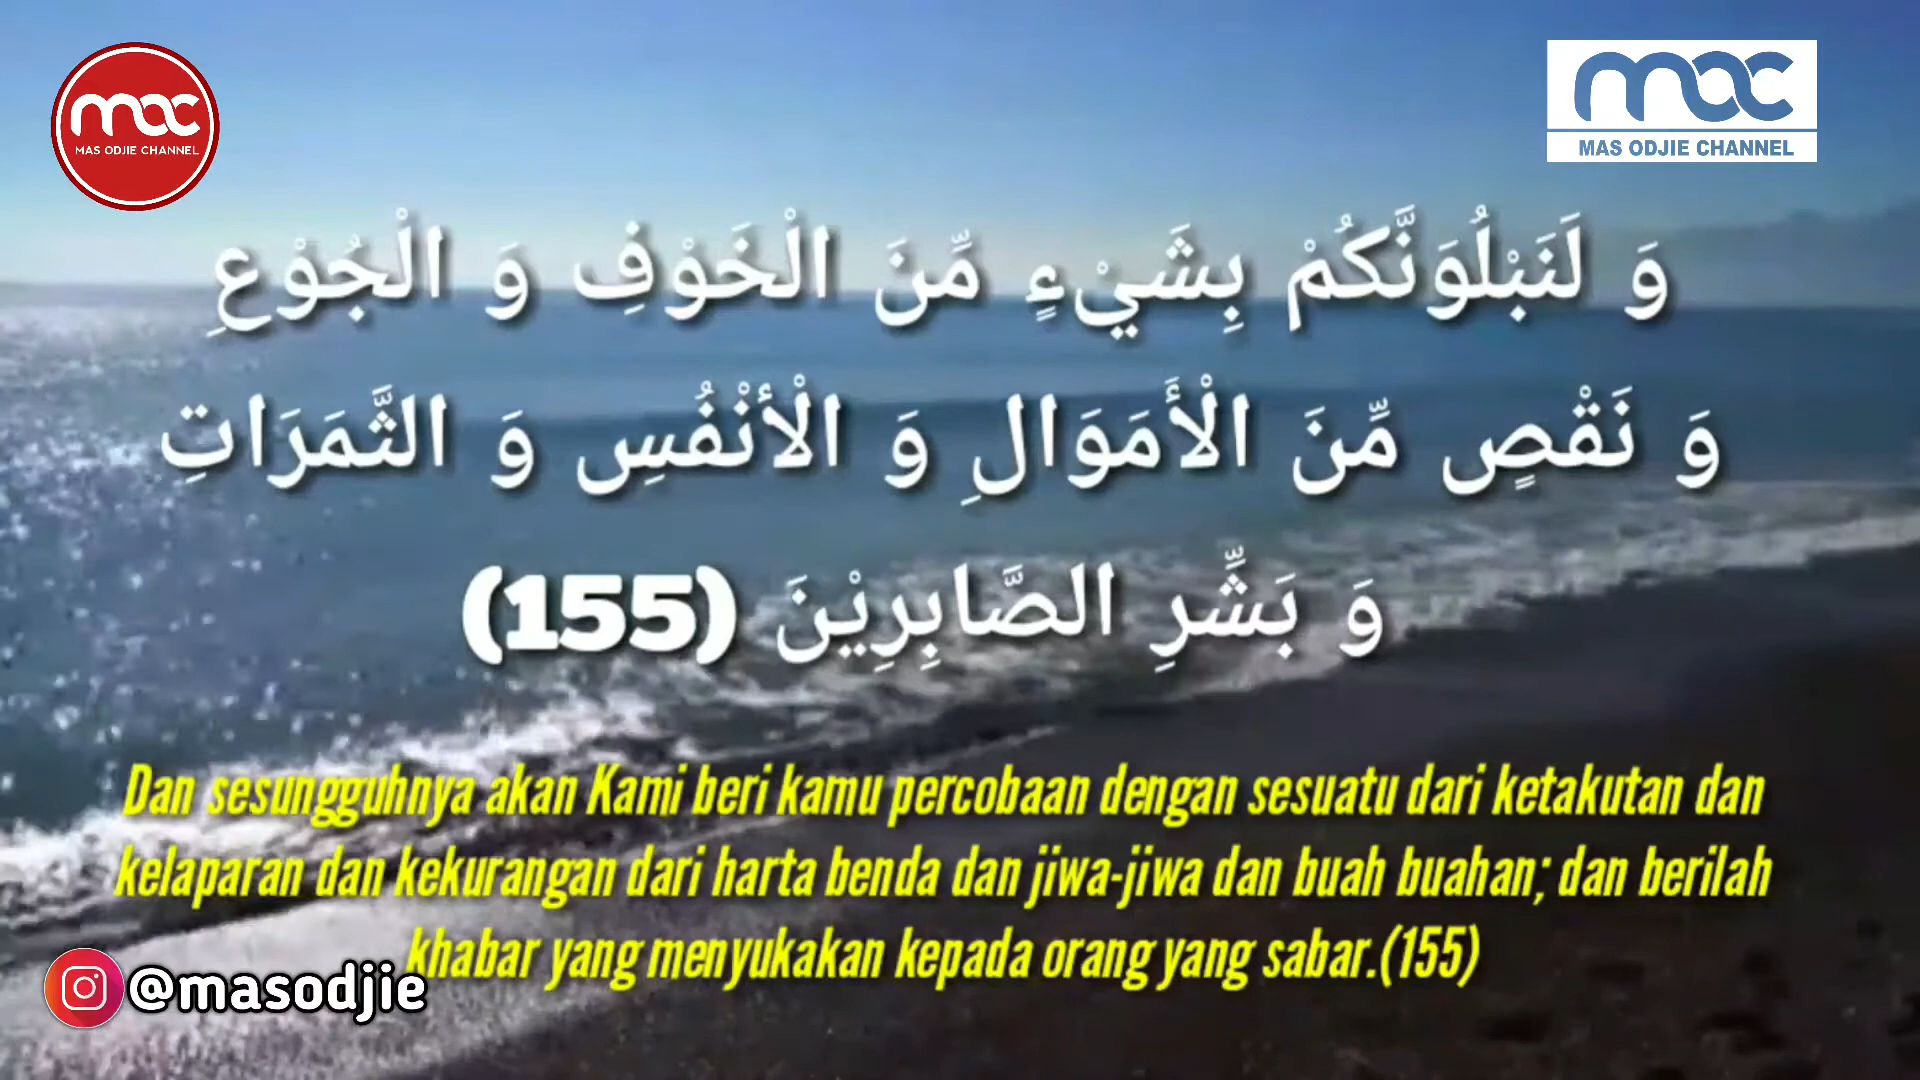 moc
MAS ODJIE CHANNEL
moc
MAS ODJIE CHANNEL
وَ لَنَبْلُوَنَّكُمْ بِشَيْءٍ مِّنَ الْخَوْفِ وَ الْجُوْعِ
وَ نَقْصٍ مِّنَ الْأَمَوَالِ وَ الْأَنْفُسِ وَ الثَّمَرَاتِ
وَ بَشِّرِ الصَّابِرِيْنَ (155)
Dan sesungguhnya akan Kami beri kamu percobaan dengan sesuatu dari ketakutan dan
kelaparan dan kekurangan dari harta benda dan jiwa-jiwa dan buah buahan; dan berilah
khabar yang menyukakan kepada orang yang sabar.(155)
@masodjie